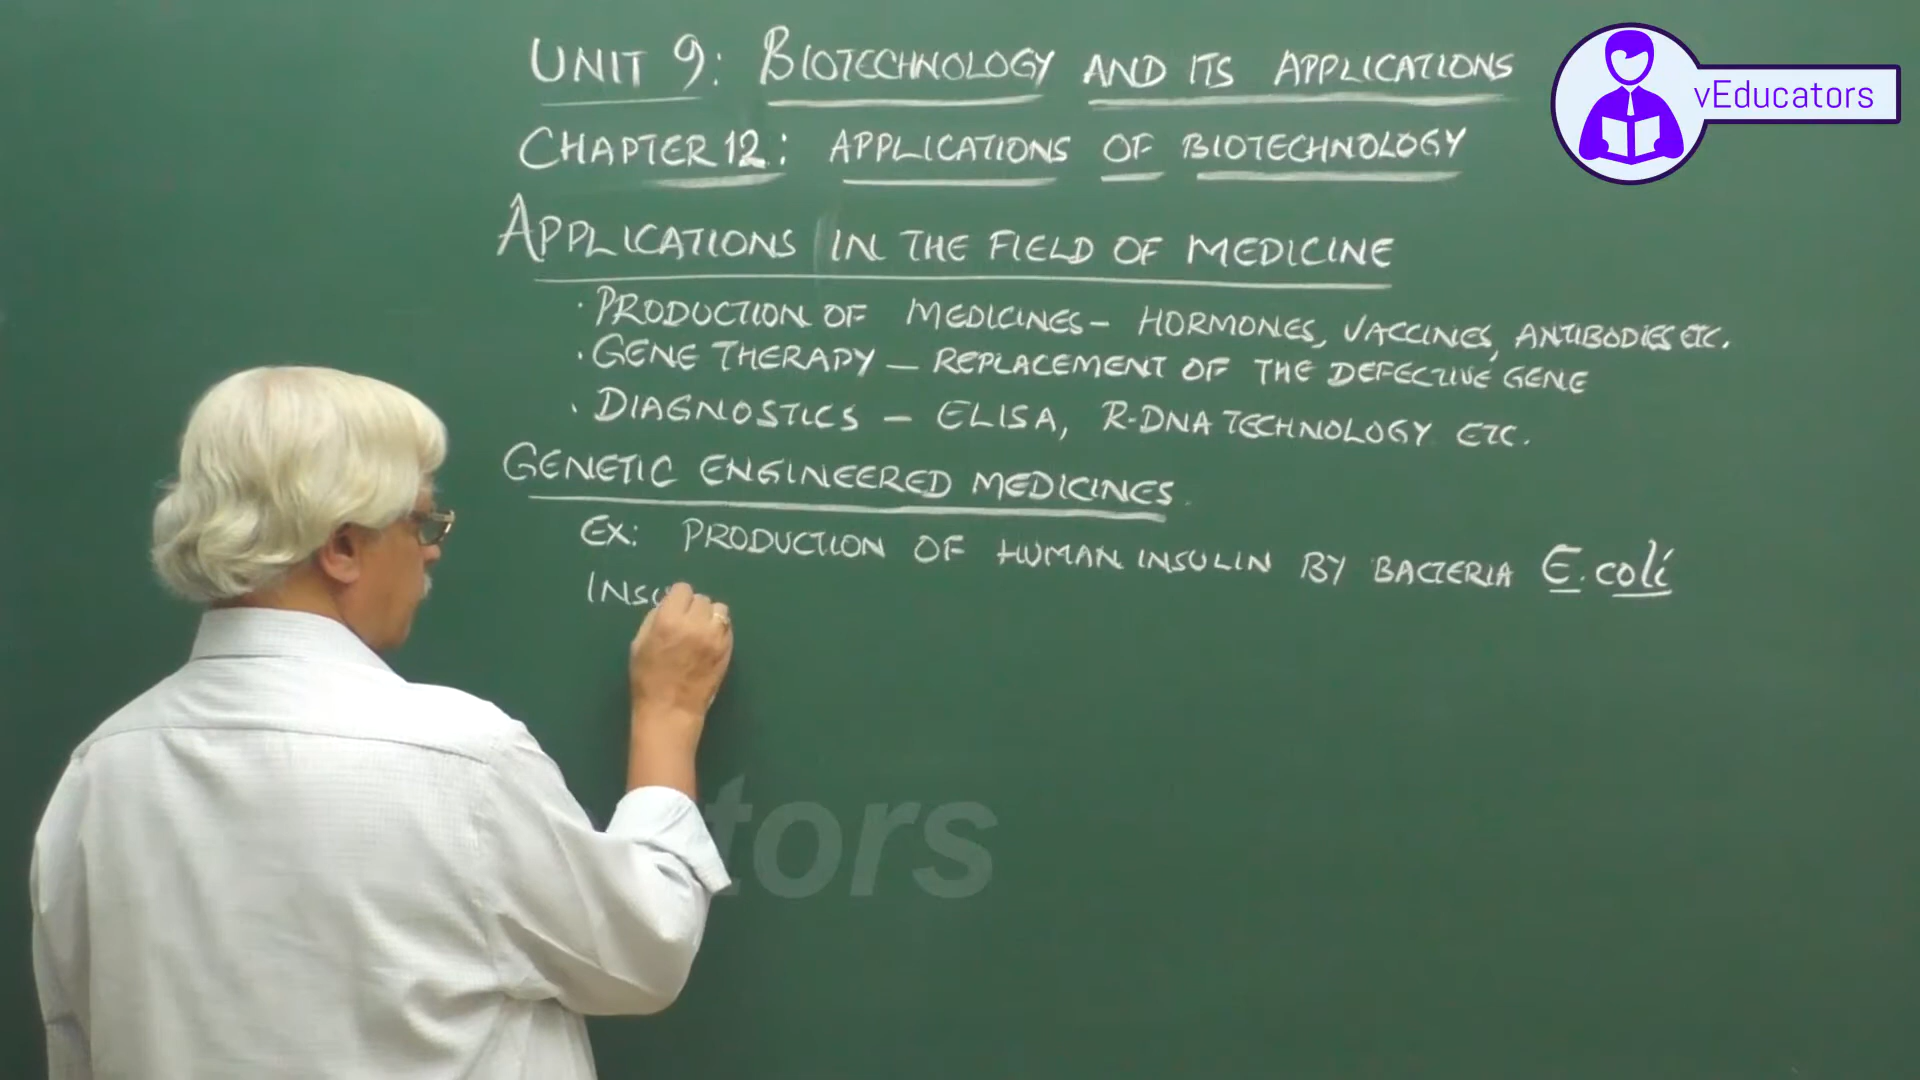 UNIT 9: BIOTECHNOLOGY AND ITS APPLICATIONS
vEducators
CHAPTER 12: APPLICATIONS OF BIOTECHNOLOGY
APPLICATIONS IN THE FIELD OF MEDICINE
· PRODUCTION OF MEDICINES- HORMONES, VACCINES, ANTIBODIES ETC.
· GENE THERAPY - REPLACEMENT OF THE DEFECTIVE GENE
· DIAGNOSTICS - ELISA, R-DNA TECHNOLOGY ETC.
GENETIC ENGINEERED MEDICINES
EX: PRODUCTION OF HUMAN INSULIN BY BACTERIA E.coli
INSU
tors